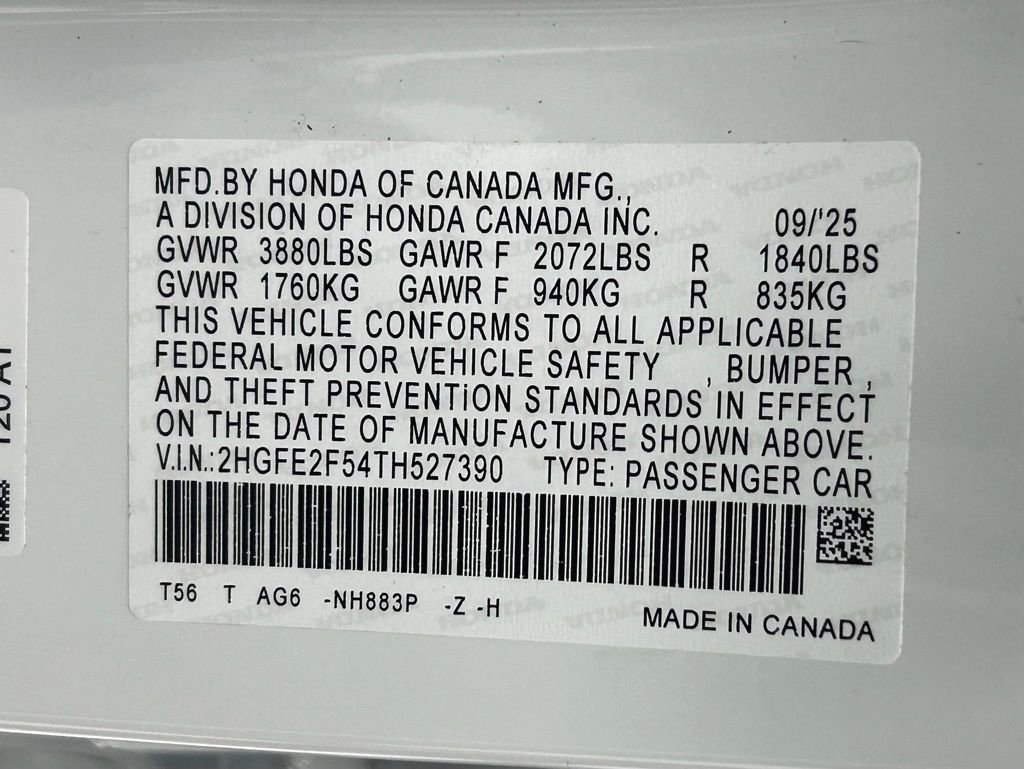 MFD.BY HONDA OF CANADA MFG.,
A DIVISION OF HONDA CANADA INC. 09/'25
GVWR 3880LBS GAWR F 2072LBS R 1840LBS
GVWR 1760KG GAWR F 940KG R 835KG
THIS VEHICLE CONFORMS TO ALL APPLICABLE
FEDERAL MOTOR VEHICLE SAFETY , BUMPER ,
AND THEFT PREVENTiON STANDARDS IN EFFECT
ON THE DATE OF MANUFACTURE SHOWN ABOVE.
V.I.N.:2HGFE2F54TH527390 TYPE: PASSENGER CAR
T56 T AG6 -NH883P -Z -H
MADE IN CANADA